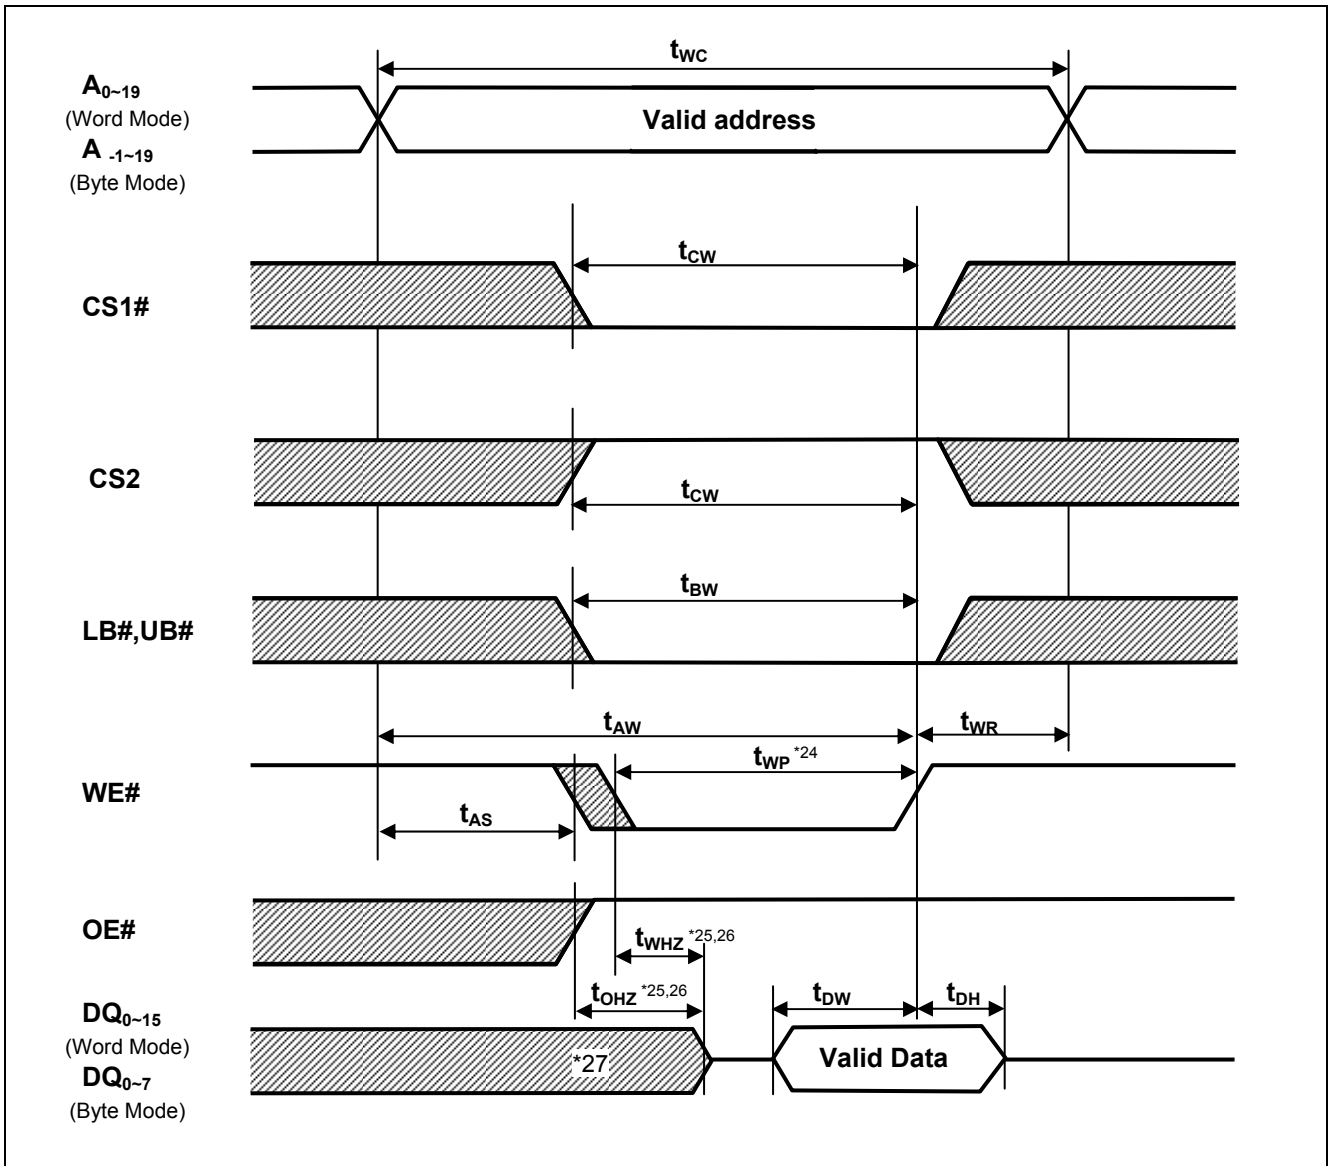 tWC
A0~19
(Word Mode)
Valid address
A -1~19
(Byte Mode)
tCW
CS1#
CS2
tCW
tBW
LB#,UB#
tAW
tWR
tWP *24
WE#
tAS
OE#
tWHZ *25,26
tOHZ *25,26
tDW
tDH
DQ0~15
(Word Mode)
*27
Valid Data
DQ0~7
(Byte Mode)